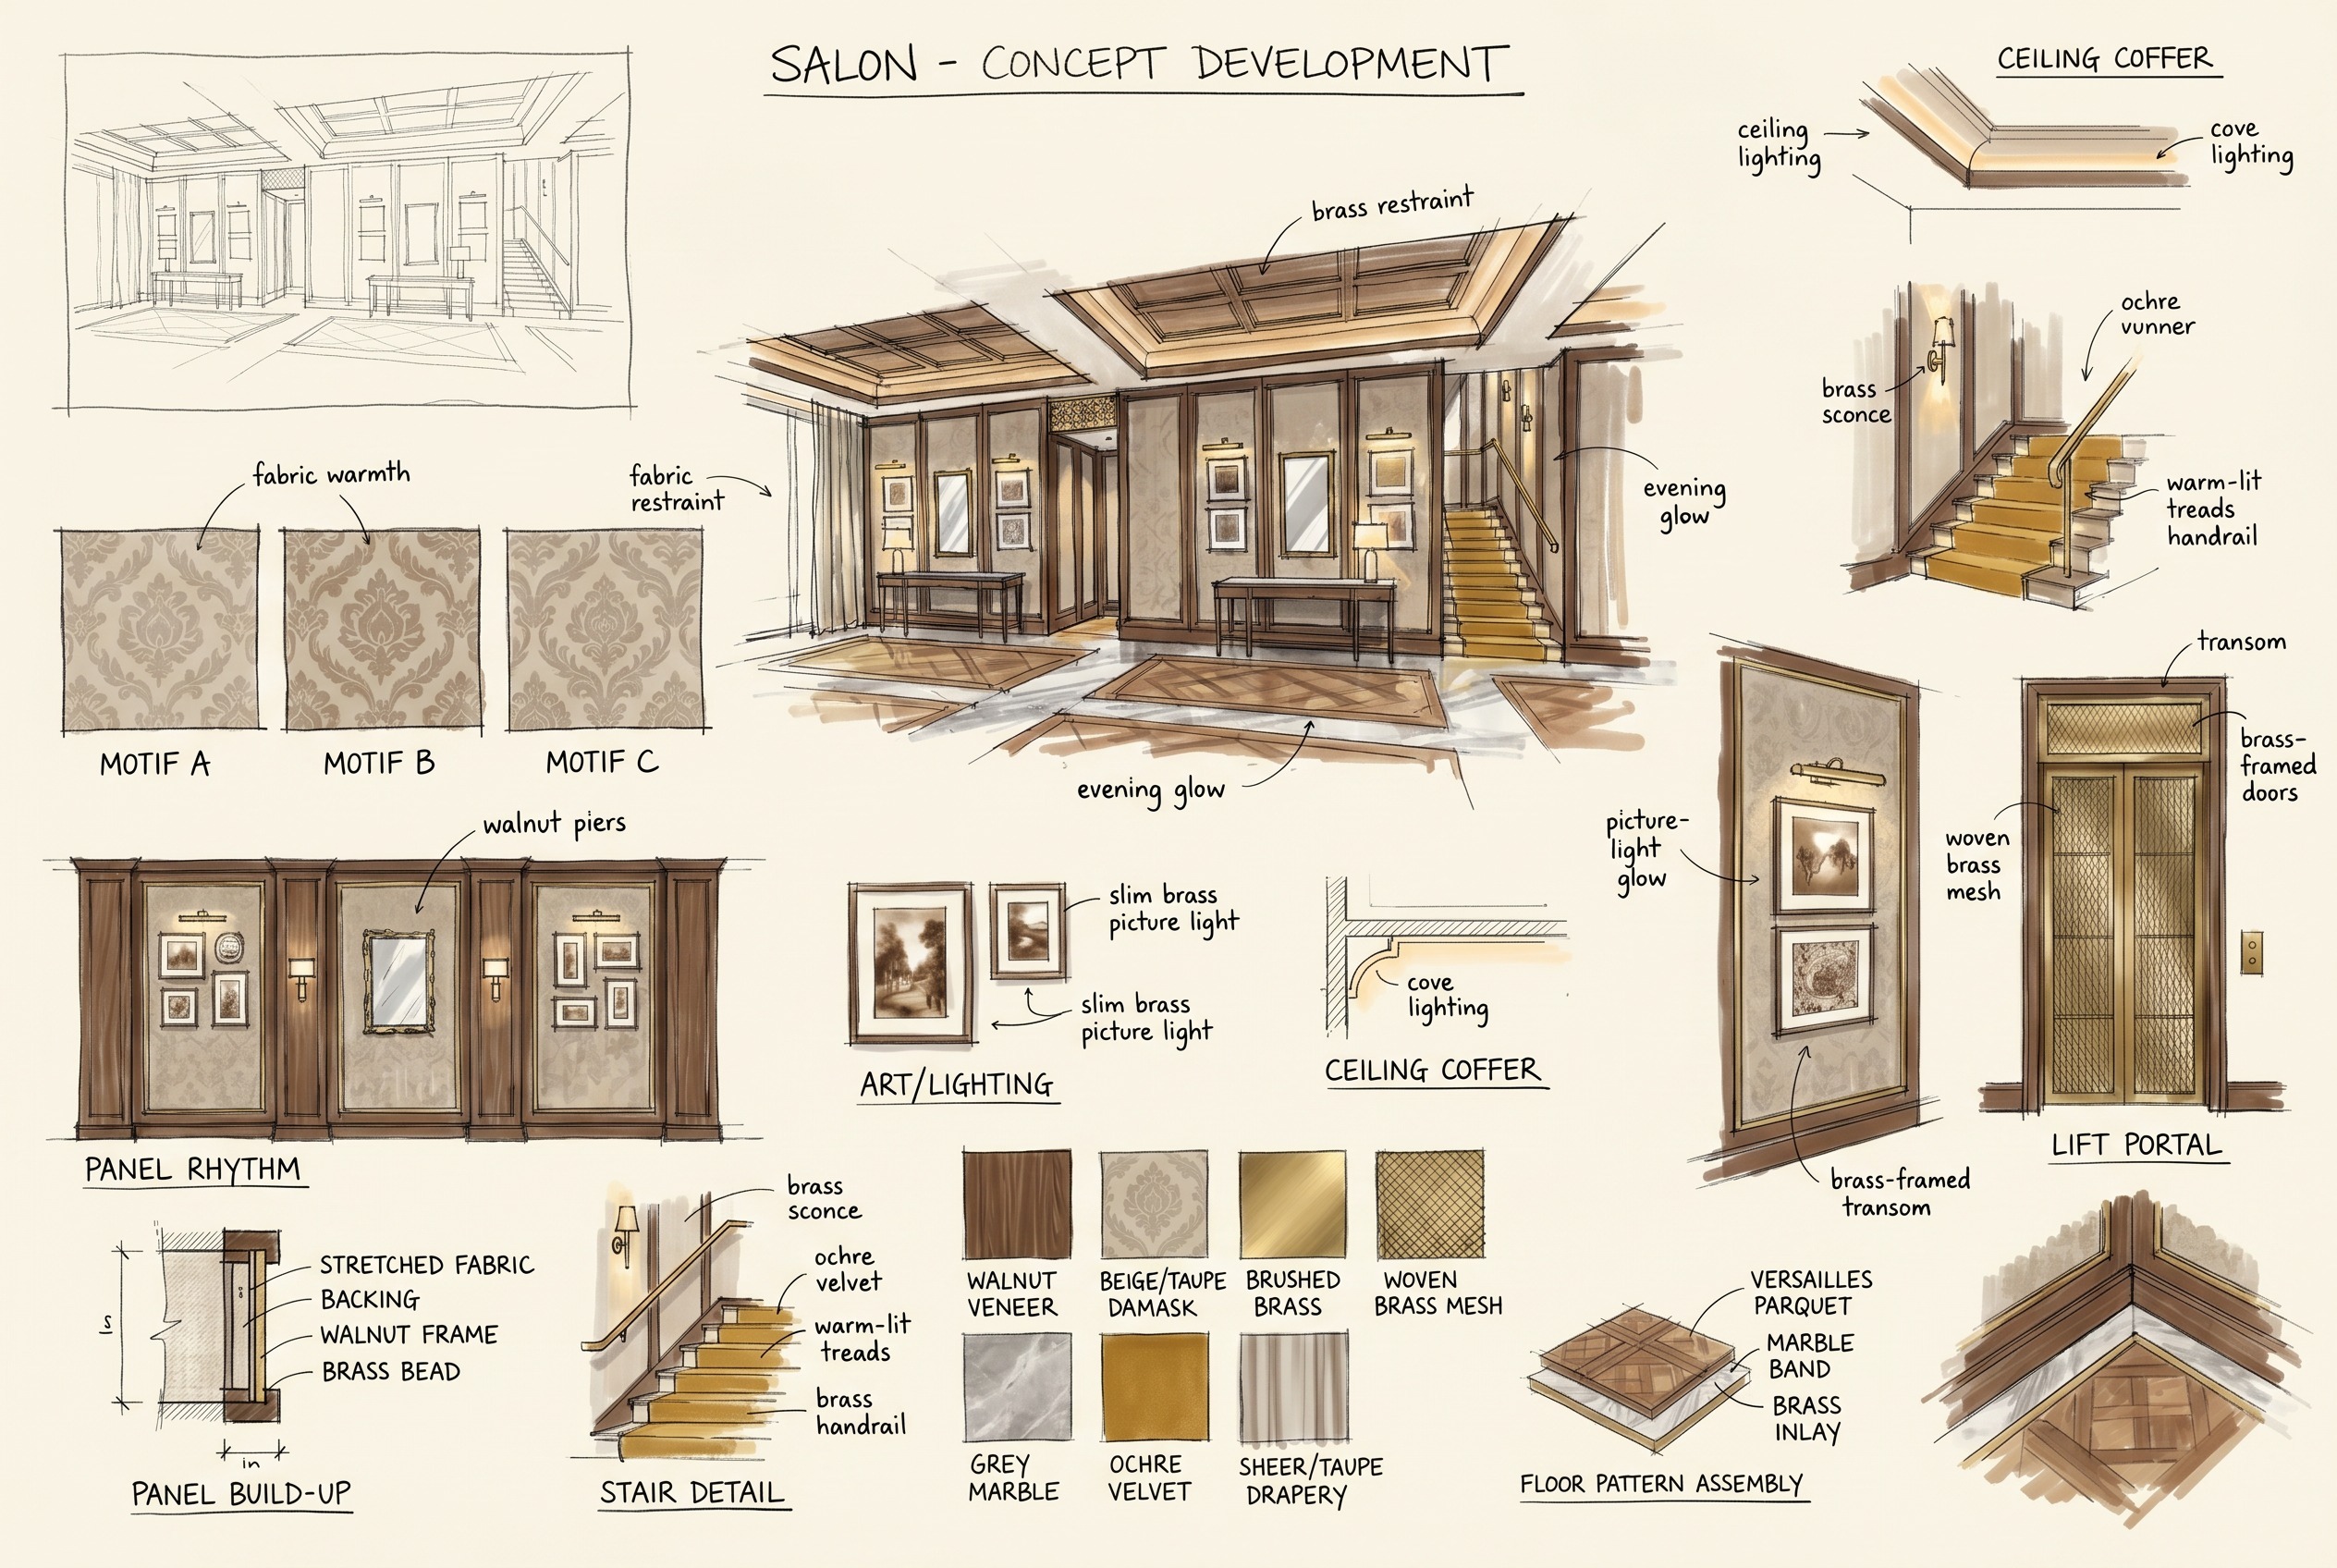 SALON - CONCEPT DEVELOPMENT
CEILING COFFER
ceiling
lighting
cove
lighting
brass restraint
ochre
vunner
brass
sconce
warm-lit
treads
handrail
fabric warmth
fabric
restraint
evening
glow
MOTIF A
MOTIF B
MOTIF C
evening glow
transom
brass-
framed
doors
woven
brass
mesh
picture-
light
glow
brass-framed
transom
LIFT PORTAL
walnut piers
PANEL RHYTHM
slim brass
picture light
slim brass
picture light
ART/LIGHTING
cove
lighting
CEILING COFFER
STRETCHED FABRIC
BACKING
WALNUT FRAME
BRASS BEAD
s
in
PANEL BUILD-UP
brass
sconce
ochre
velvet
warm-lit
treads
brass
handrail
STAIR DETAIL
WALNUT
VENEER
BEIGE/TAUPE
DAMASK
BRUSHED
BRASS
WOVEN
BRASS MESH
GREY
MARBLE
OCHRE
VELVET
SHEER/TAUPE
DRAPERY
VERSAILLES
PARQUET
MARBLE
BAND
BRASS
INLAY
FLOOR PATTERN ASSEMBLY